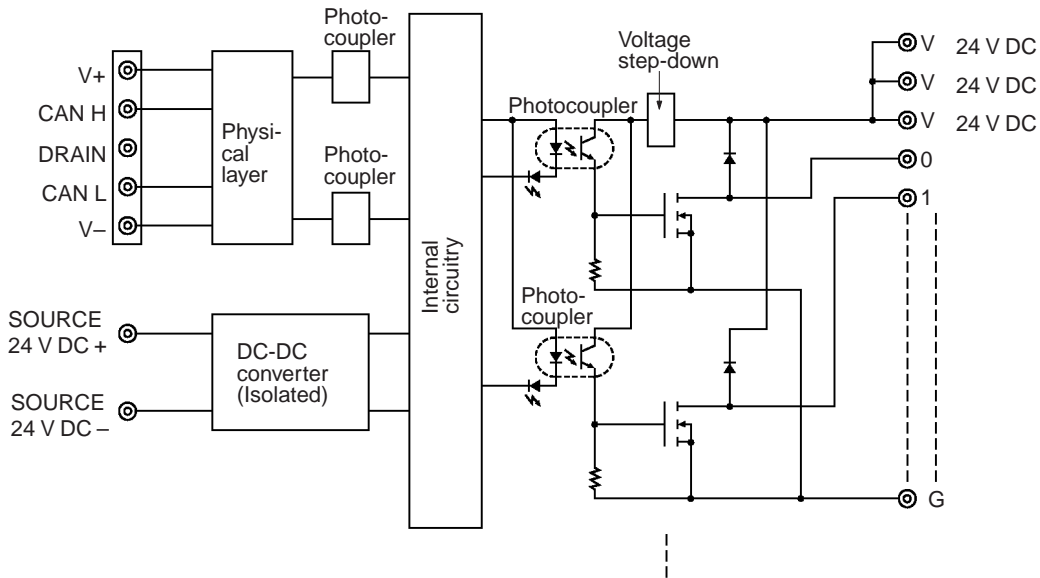 Photo-
coupler
V+
CAN H
DRAIN
CAN L
V–
Physi-
cal
layer
Photo-
coupler
SOURCE
24 V DC +
SOURCE
24 V DC –
DC-DC
converter
(Isolated)
Internal
circuitry
Photocoupler
Voltage
step-down
Photo-
coupler
V 24 V DC
V 24 V DC
V 24 V DC
0
1
G